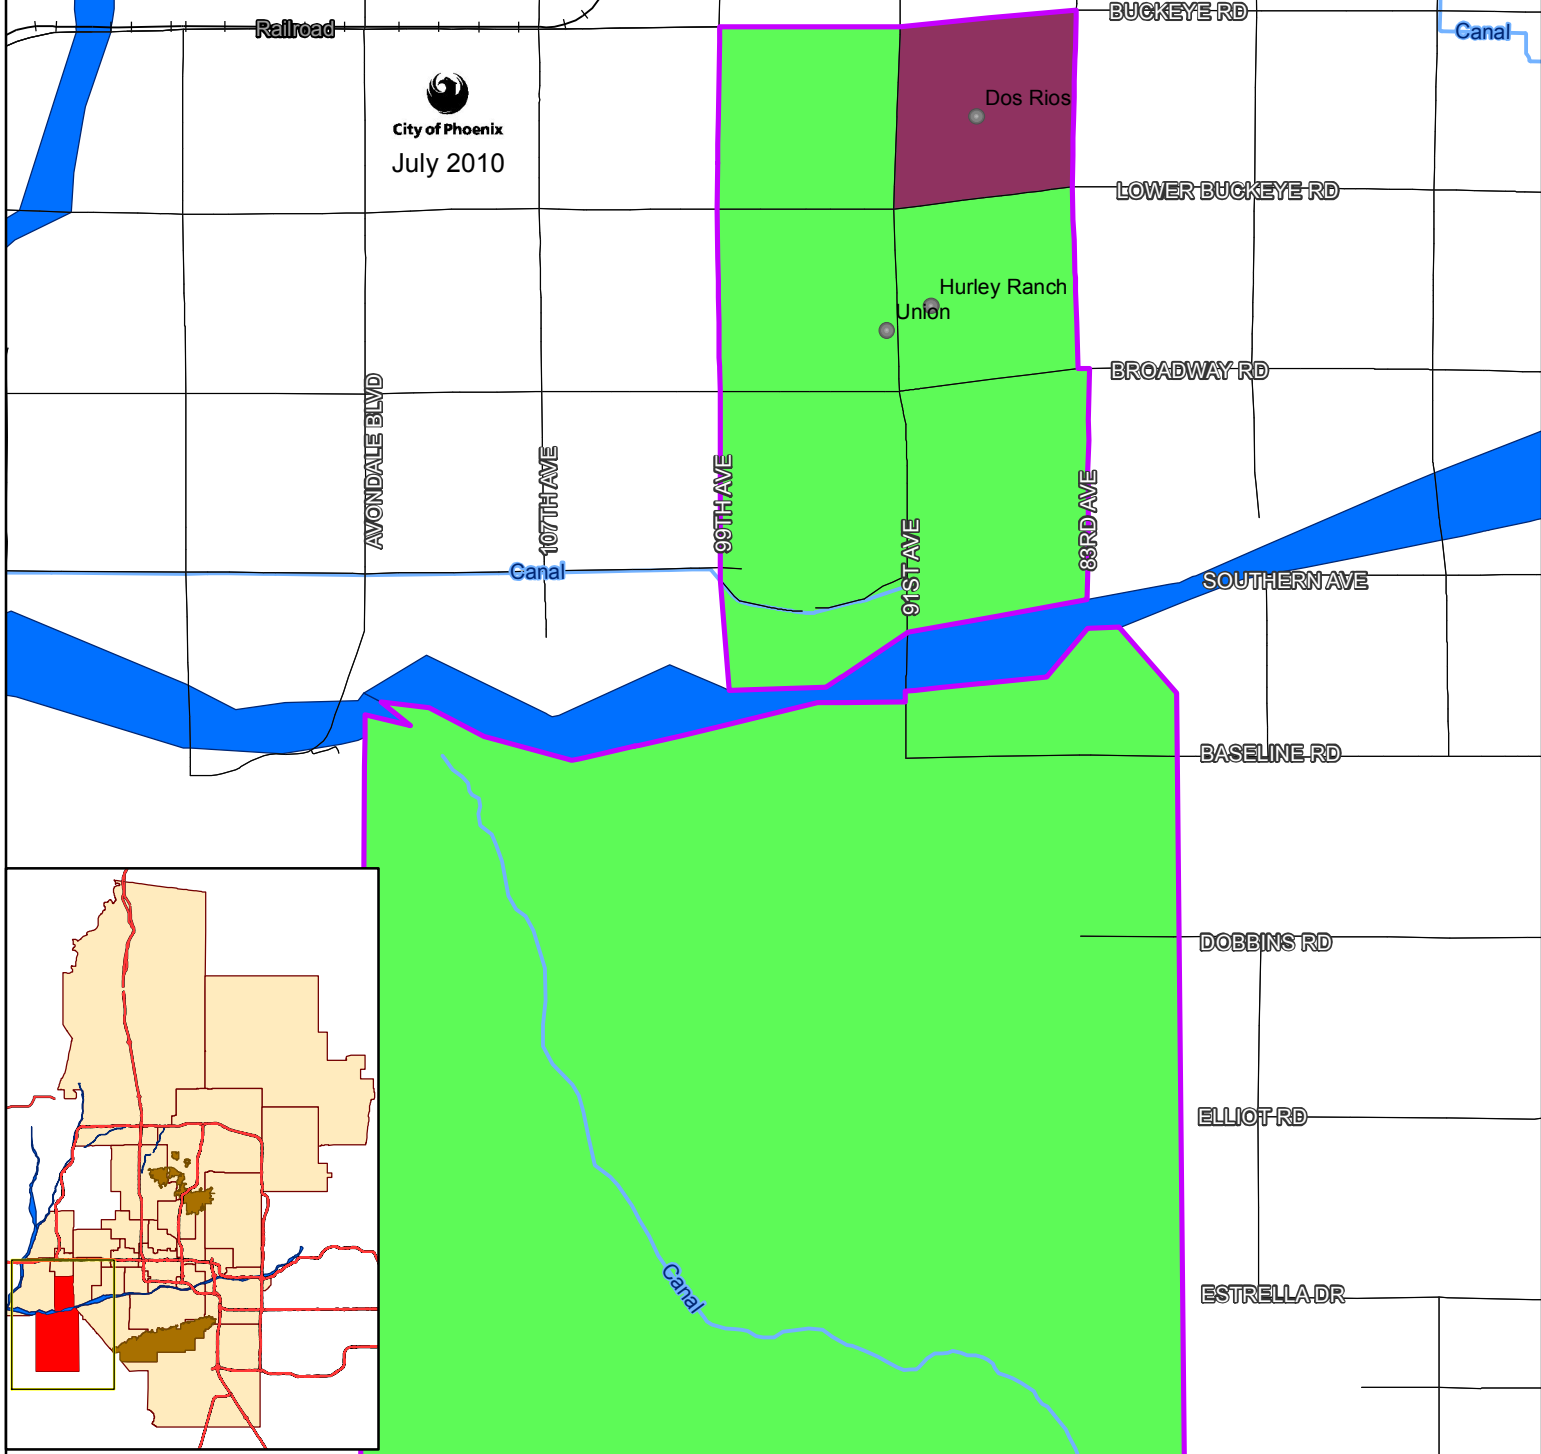 BUCKEYE RD
Railroad
Canal
City of Phoenix
July 2010
Dos Rios
LOWER BUCKEYE RD
Hurley Ranch
Union
BROADWAY RD
AVONDALE BLVD
107TH AVE
99TH AVE
91ST AVE
83RD AVE
Canal
SOUTHERN AVE
BASELINE RD
DOBBINS RD
ELLIOT RD
Canal
ESTRELLA DR